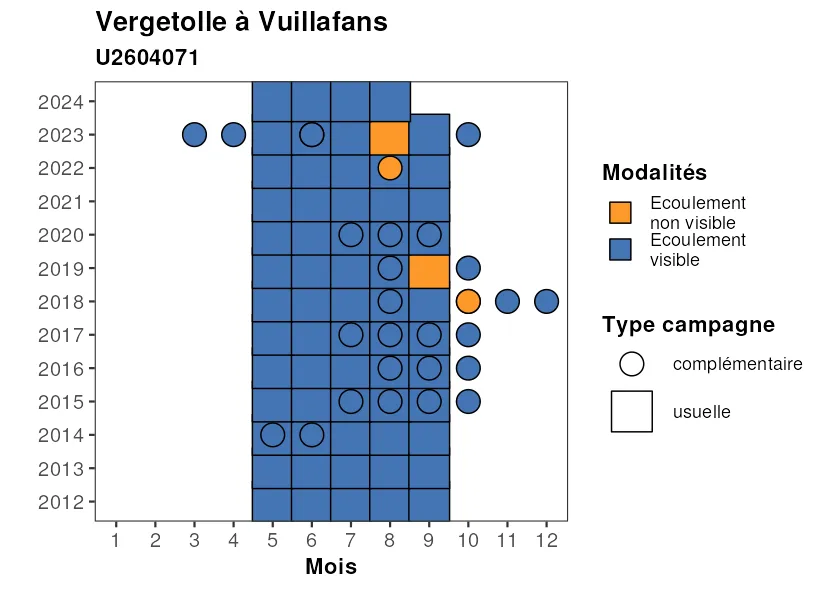 Vergetolle à Vuillafans
U2604071
2024
2023
2022
2021
2020
2019
2018
2017
2016
2015
2014
2013
2012
1 2 3 4 5 6 7 8 9 10 11 12
Mois
Modalités
Ecoulement
non visible
Ecoulement
visible
Type campagne
complémentaire
usuelle